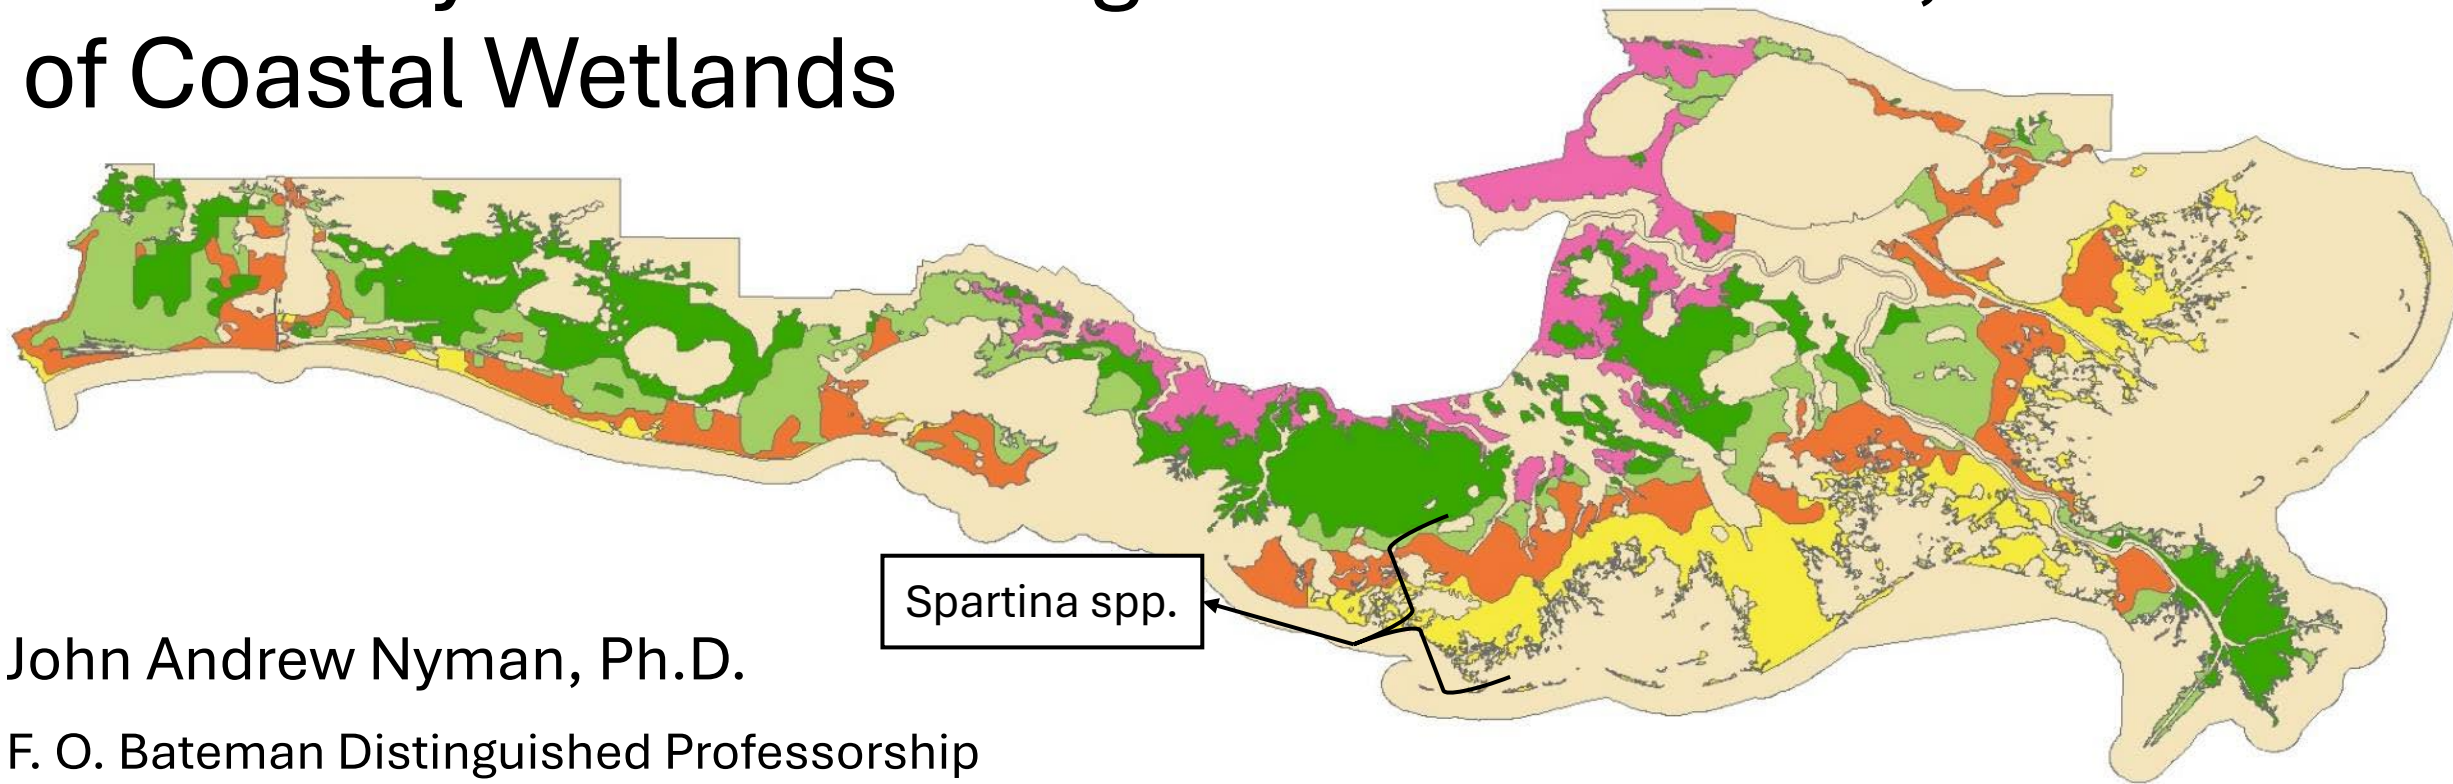 of Coastal Wetlands
Spartina spp.
John Andrew Nyman, Ph.D.
F. O. Bateman Distinguished Professorship